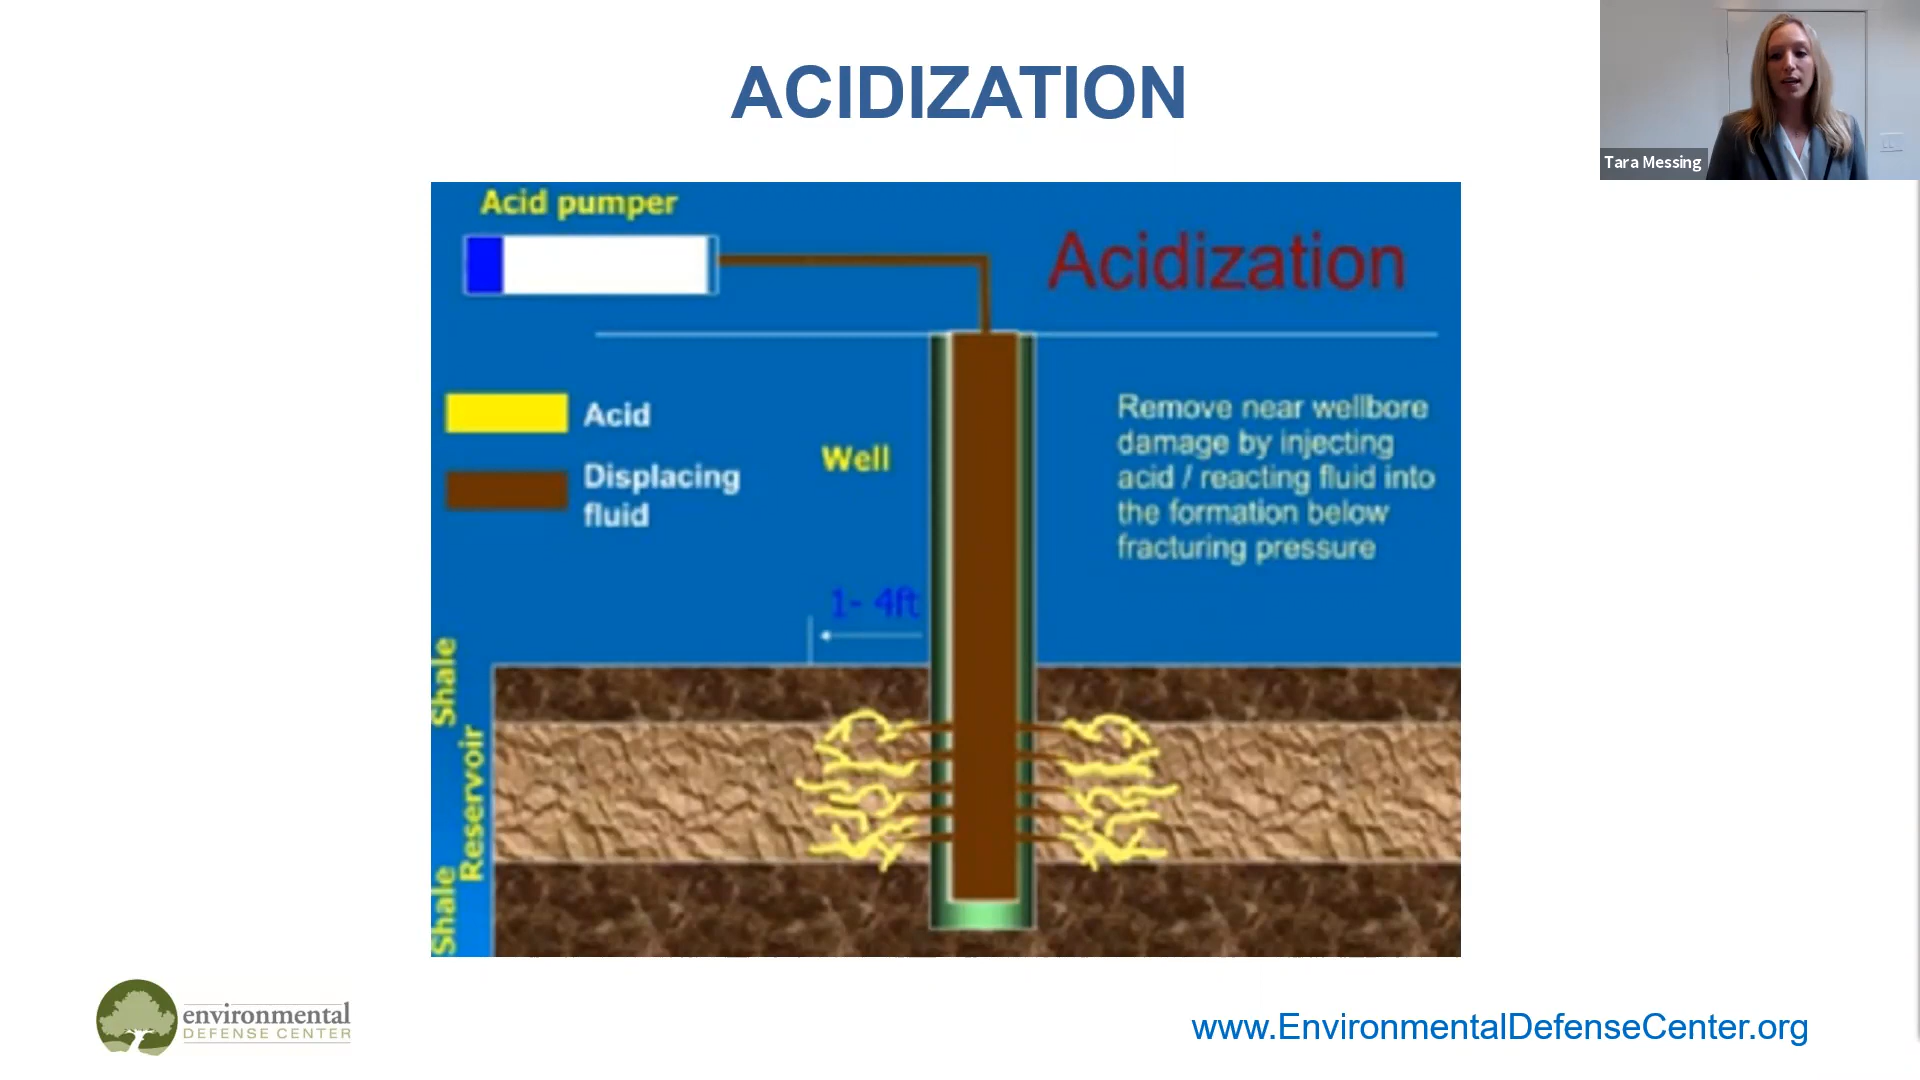 ACIDIZATION
Tara Messing
Acid pumper
Acidization
Acid
Displacing
fluid
Well
Remove near wellbore
damage by injecting
acid / reacting fluid into
the formation below
fracturing pressure
1- 4ft
Shale
Reservoir
Shale
environmental
DEFENSE CENTER
www.EnvironmentalDefenseCenter.org